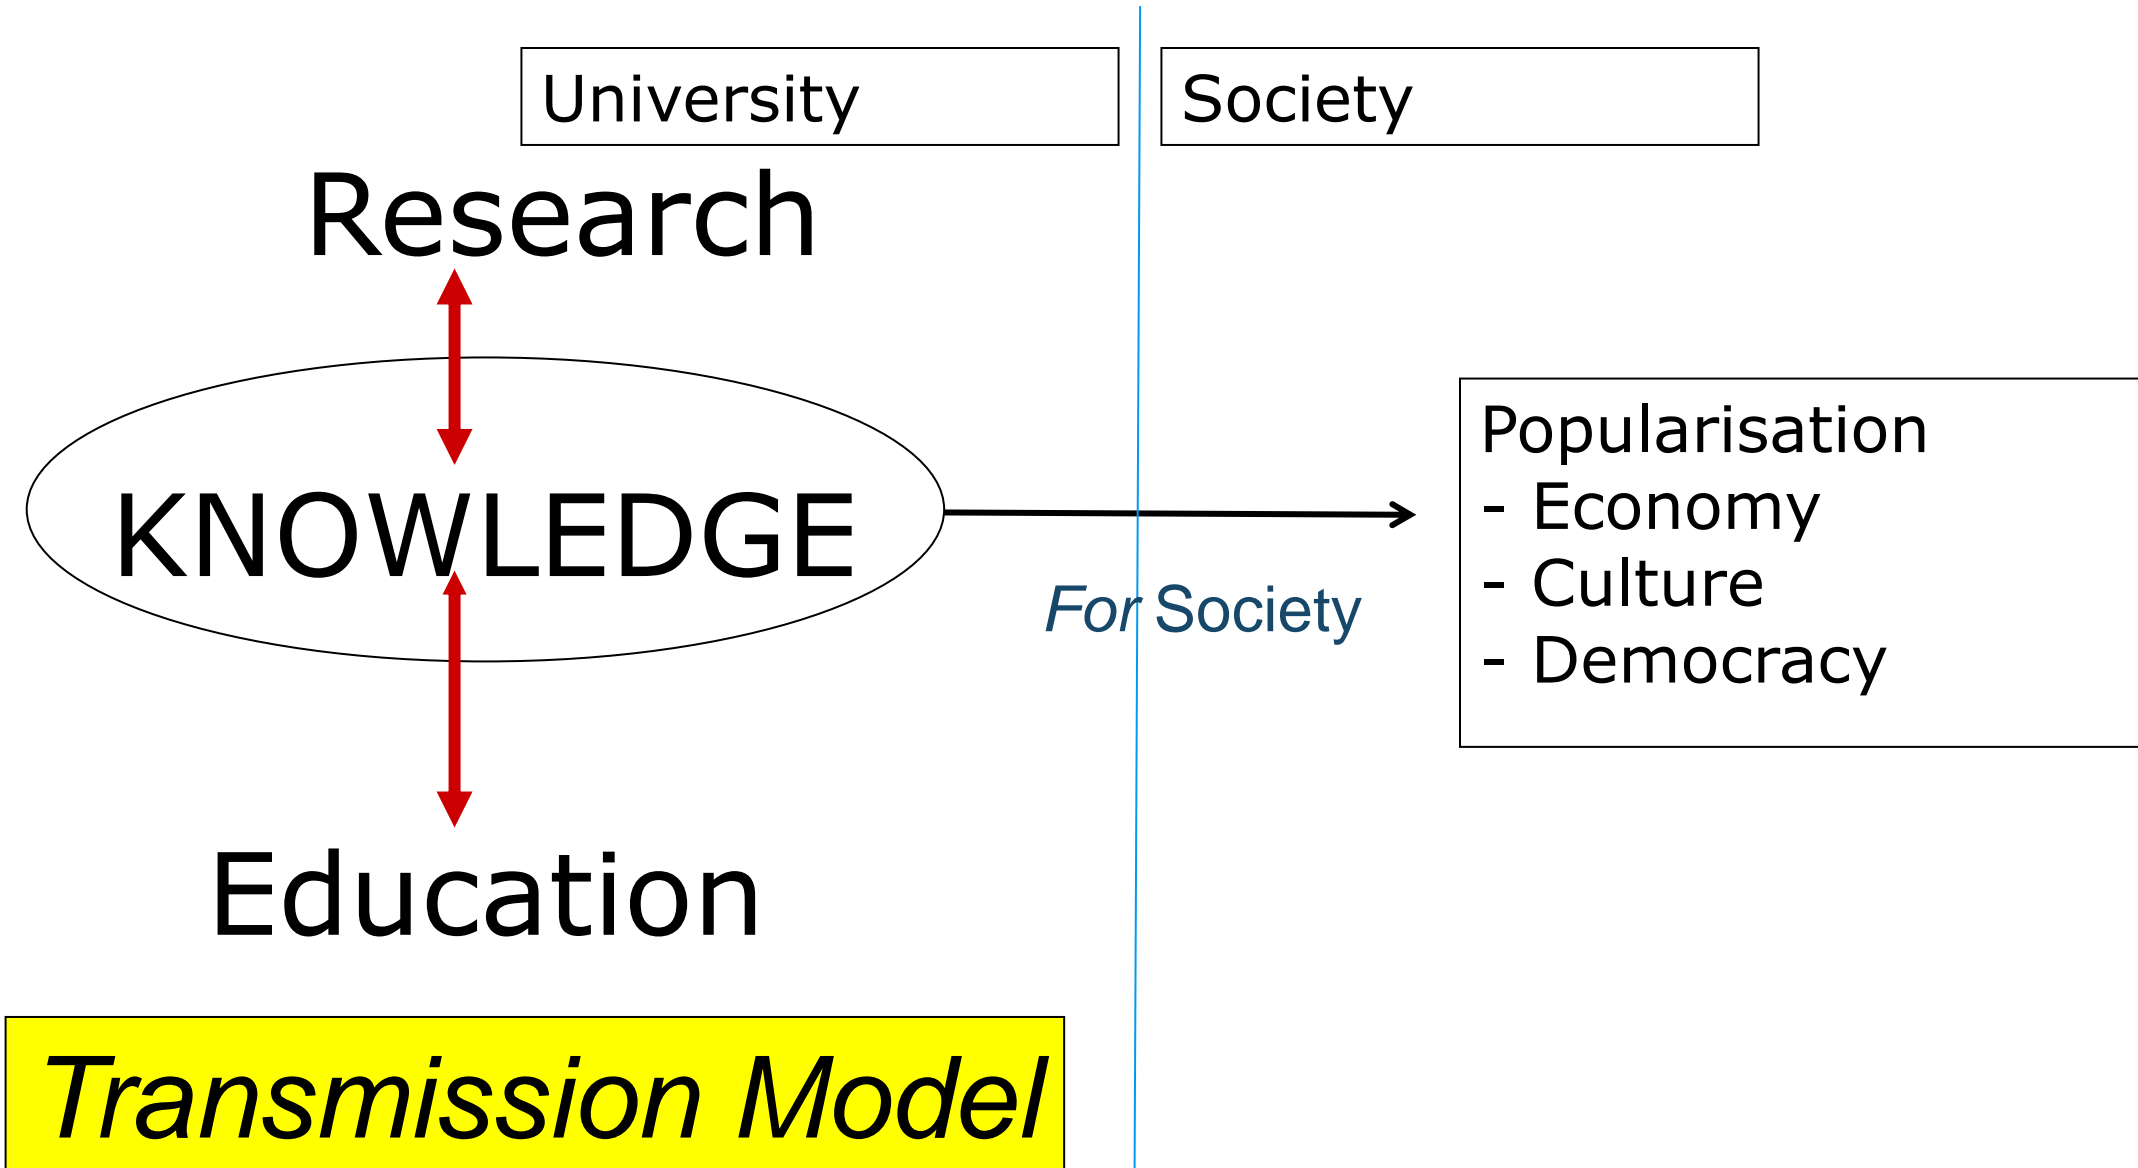 University
Society
Research
KNOWLEDGE
For Society
Popularisation
- Economy
- Culture
- Democracy
Education
Transmission Model